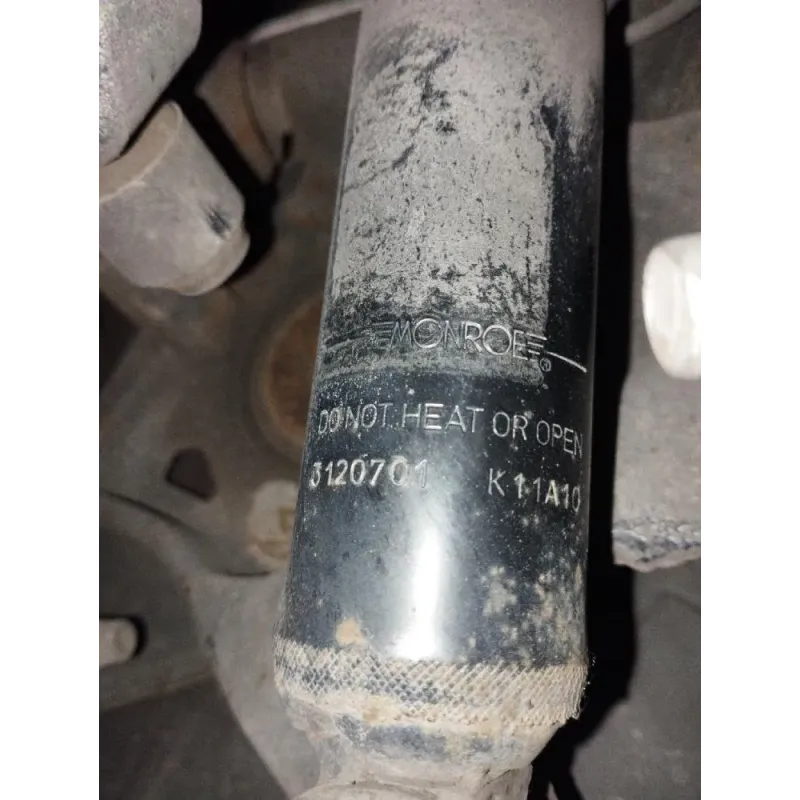 MONROE®
DO NOT HEAT OR OPEN
3120701 K11A10